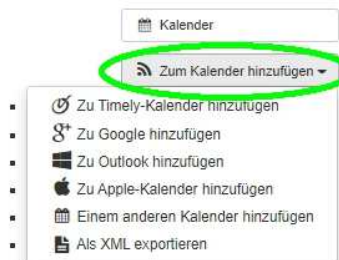 Kalender
Zum Kalender hinzufügen
Zu Timely-Kalender hinzufügen
Zu Google hinzufügen
Zu Outlook hinzufügen
Zu Apple-Kalender hinzufügen
Einem anderen Kalender hinzufügen
Als XML exportieren